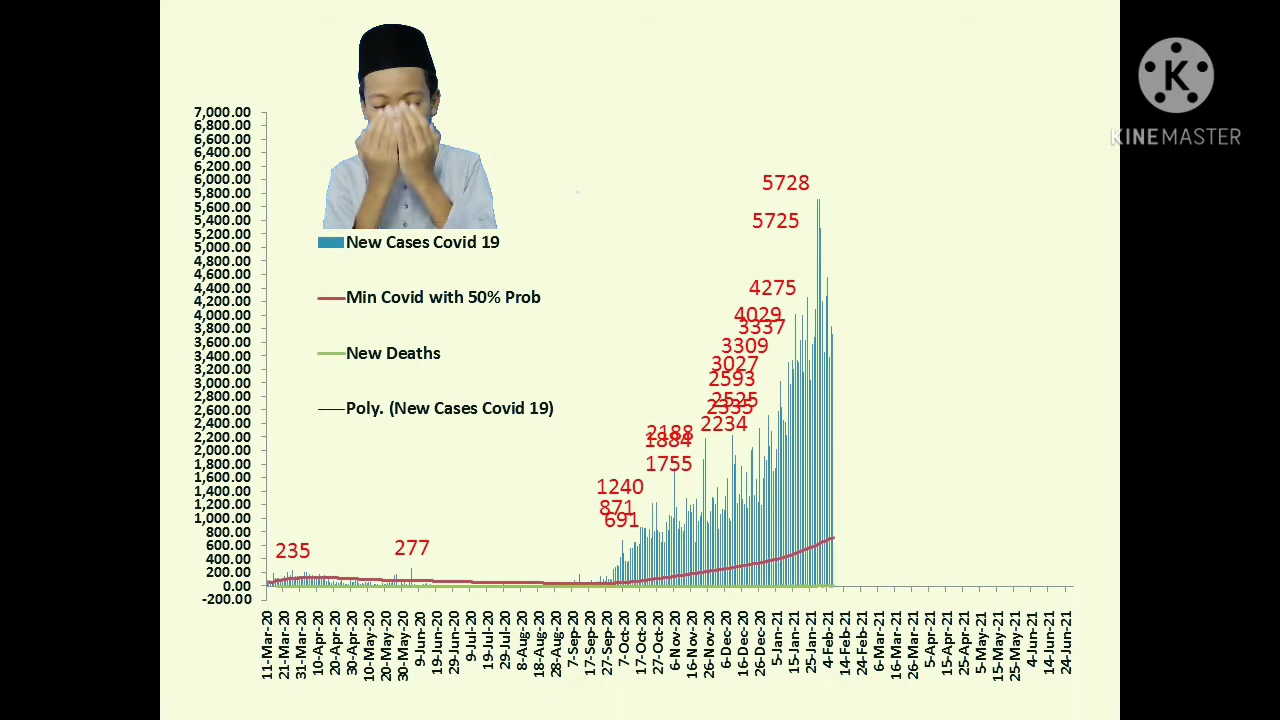 K
KINEMASTER
7,000.00
6,800.00
6,600.00
6,400.00
6,200.00
6,000.00
5,800.00
5,600.00
5,400.00
5,200.00
5,000.00
4,800.00
4,600.00
4,400.00
4,200.00
4,000.00
3,800.00
3,600.00
3,400.00
3,200.00
3,000.00
2,800.00
2,600.00
2,400.00
2,200.00
2,000.00
1,800.00
1,600.00
1,400.00
1,200.00
1,000.00
800.00
600.00
400.00
200.00
0.00
-200.00
New Cases Covid 19
Min Covid with 50% Prob
New Deaths
Poly. (New Cases Covid 19)
5728
5725
4275
4029
3337
3309
3027
2593
2525
2335
2234
2188
1884
1755
1240
871
691
235
277
11-Mar-20
21-Mar-20
31-Mar-20
10-Apr-20
20-Apr-20
30-Apr-20
10-May-20
20-May-20
30-May-20
9-Jun-20
19-Jun-20
29-Jun-20
9-Jul-20
19-Jul-20
29-Jul-20
8-Aug-20
18-Aug-20
28-Aug-20
7-Sep-20
17-Sep-20
27-Sep-20
7-Oct-20
17-Oct-20
27-Oct-20
6-Nov-20
16-Nov-20
26-Nov-20
6-Dec-20
16-Dec-20
26-Dec-20
5-Jan-21
15-Jan-21
25-Jan-21
4-Feb-21
14-Feb-21
24-Feb-21
6-Mar-21
16-Mar-21
26-Mar-21
5-Apr-21
15-Apr-21
25-Apr-21
5-May-21
15-May-21
25-May-21
4-Jun-21
14-Jun-21
24-Jun-21